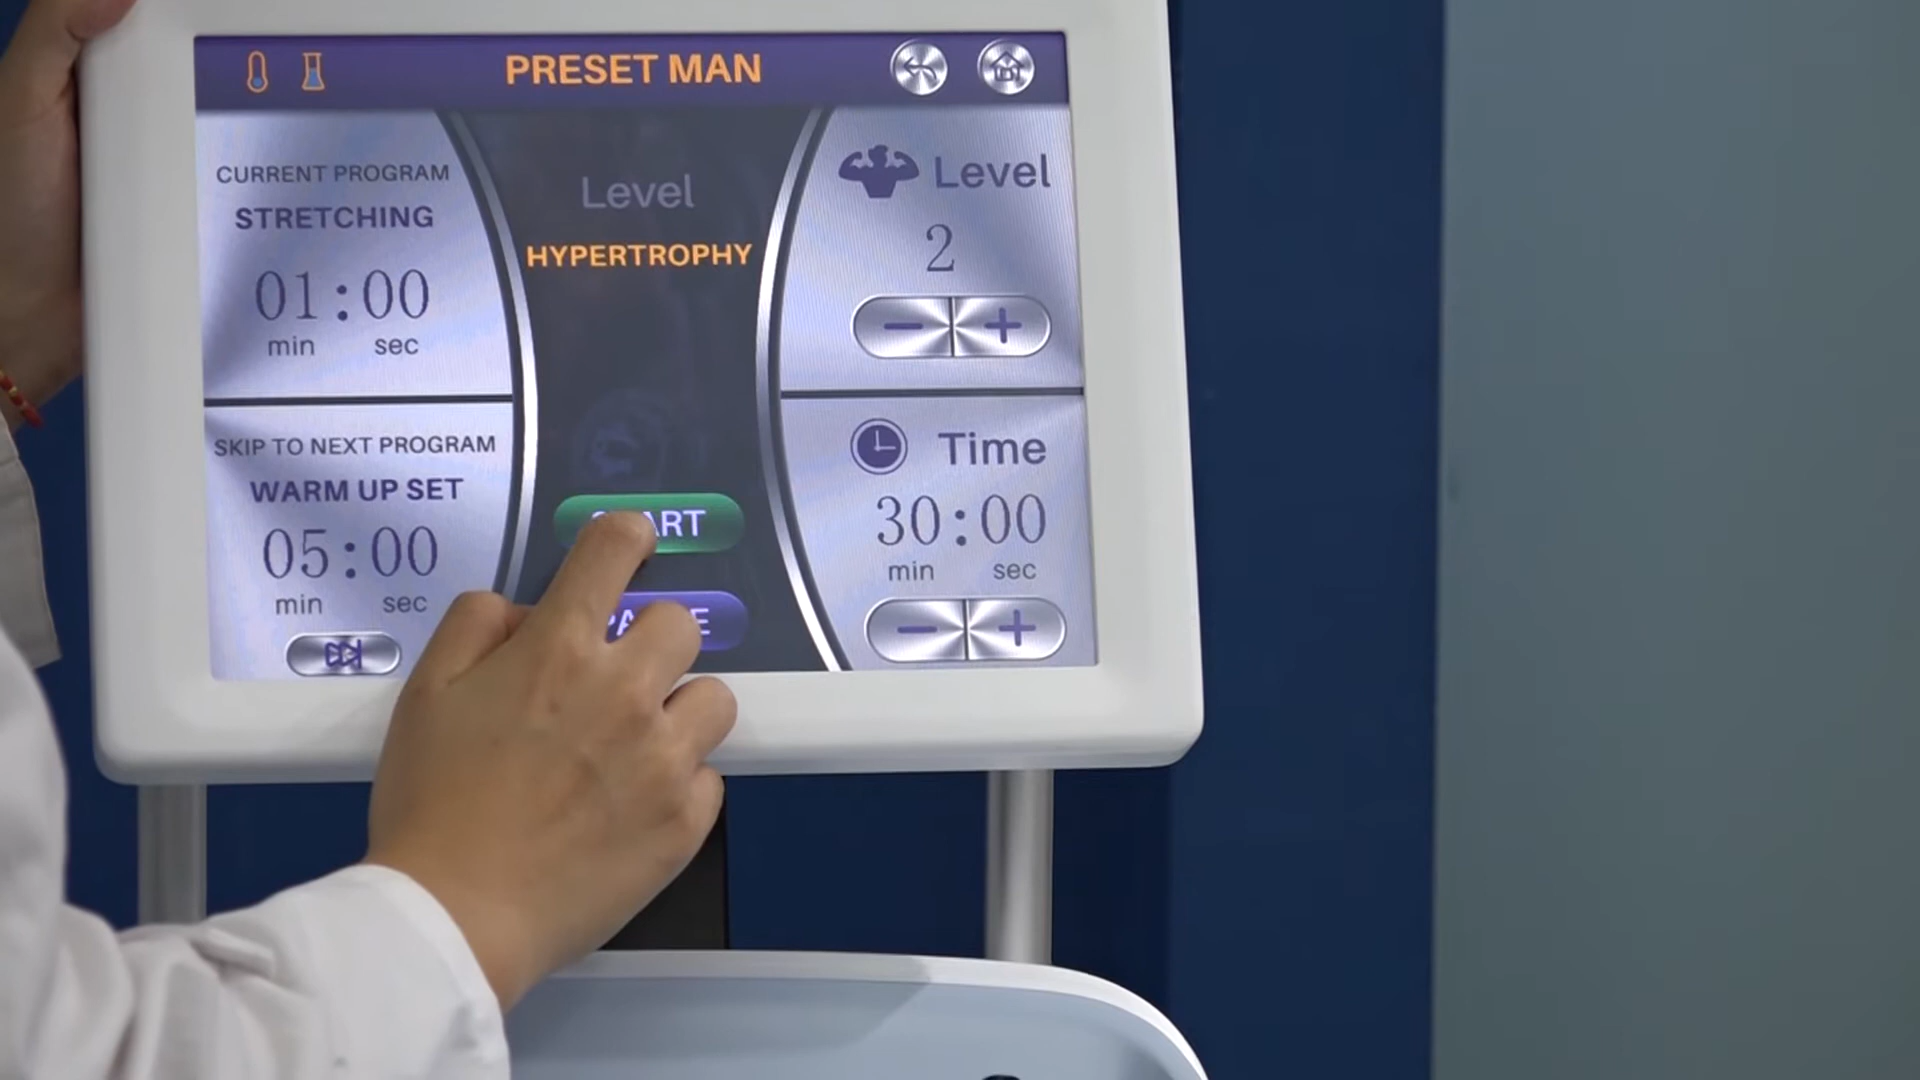 PRESET MAN
CURRENT PROGRAM
STRETCHING
01:00
min sec
SKIP TO NEXT PROGRAM
WARM UP SET
05:00
min sec
Level
HYPERTROPHY
Level
2
− +
Time
30:00
min sec
− +